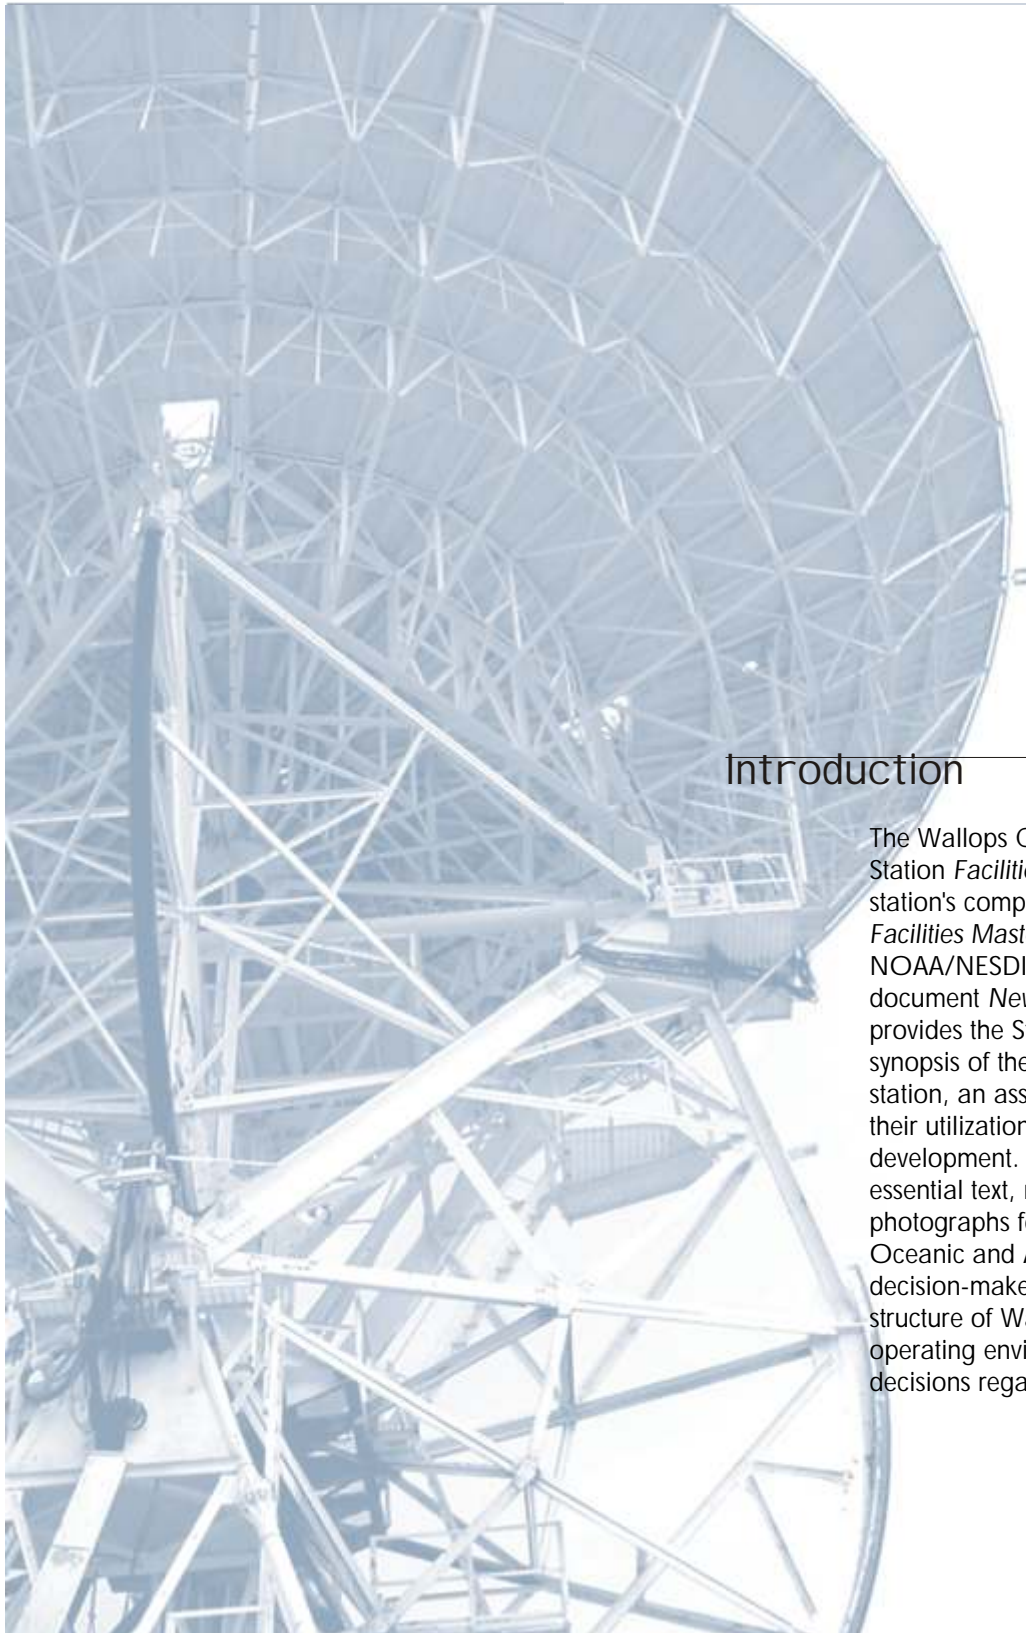 Introduction
The Wallops C
Station Faciliti
station's comp
Facilities Mast
NOAA/NESDI
document Nev
provides the S
synopsis of the
station, an ass
their utilization
development.
essential text, 
photographs f
Oceanic and 
decision-make
structure of Wa
operating envi
decisions rega